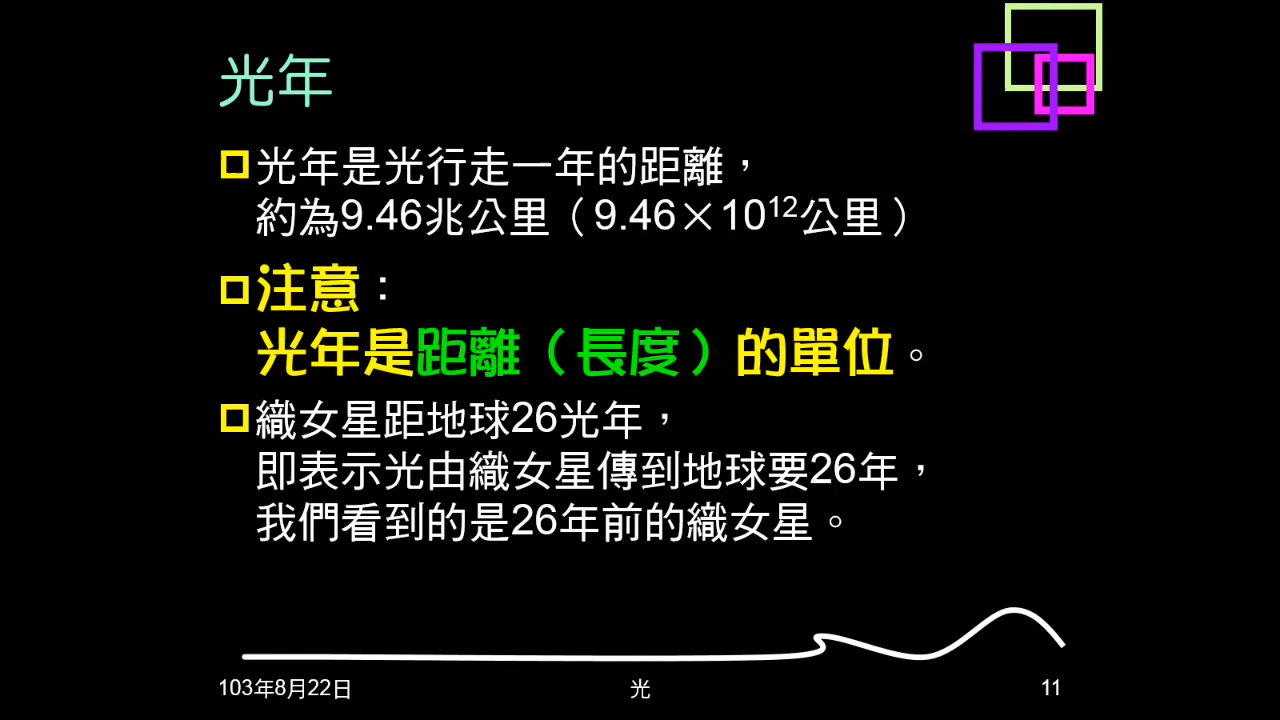 光年
光年是光行走一年的距離，
約為9.46兆公里（9.46×10¹²公里）
注意：
光年是距離（長度）的單位。
織女星距地球26光年，
即表示光由織女星傳到地球要26年，
我們看到的是26年前的織女星。
103年8月22日
光
11